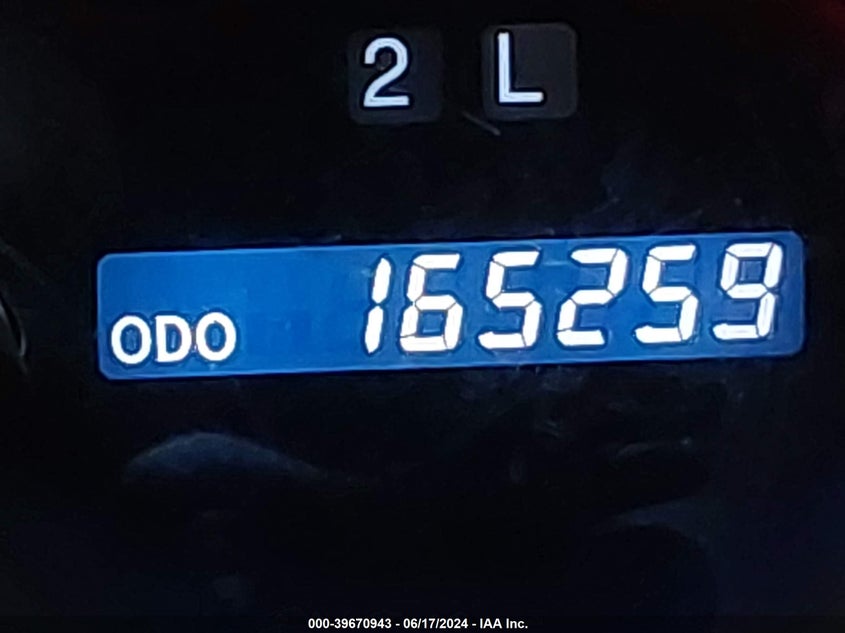 2 L
ODO 165259
000-39670943 - 06/17/2024 - IAA Inc.